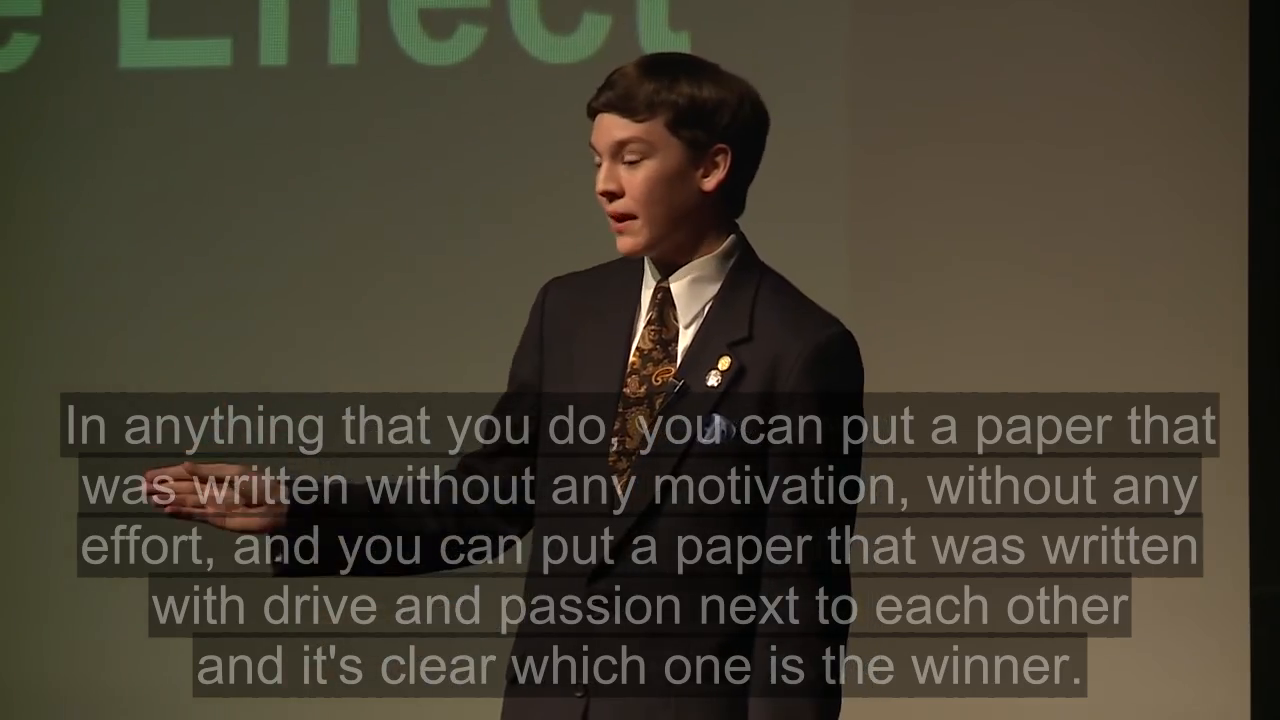 Effect
In anything that you do, you can put a paper that
was written without any motivation, without any
effort, and you can put a paper that was written
with drive and passion next to each other
and it's clear which one is the winner.